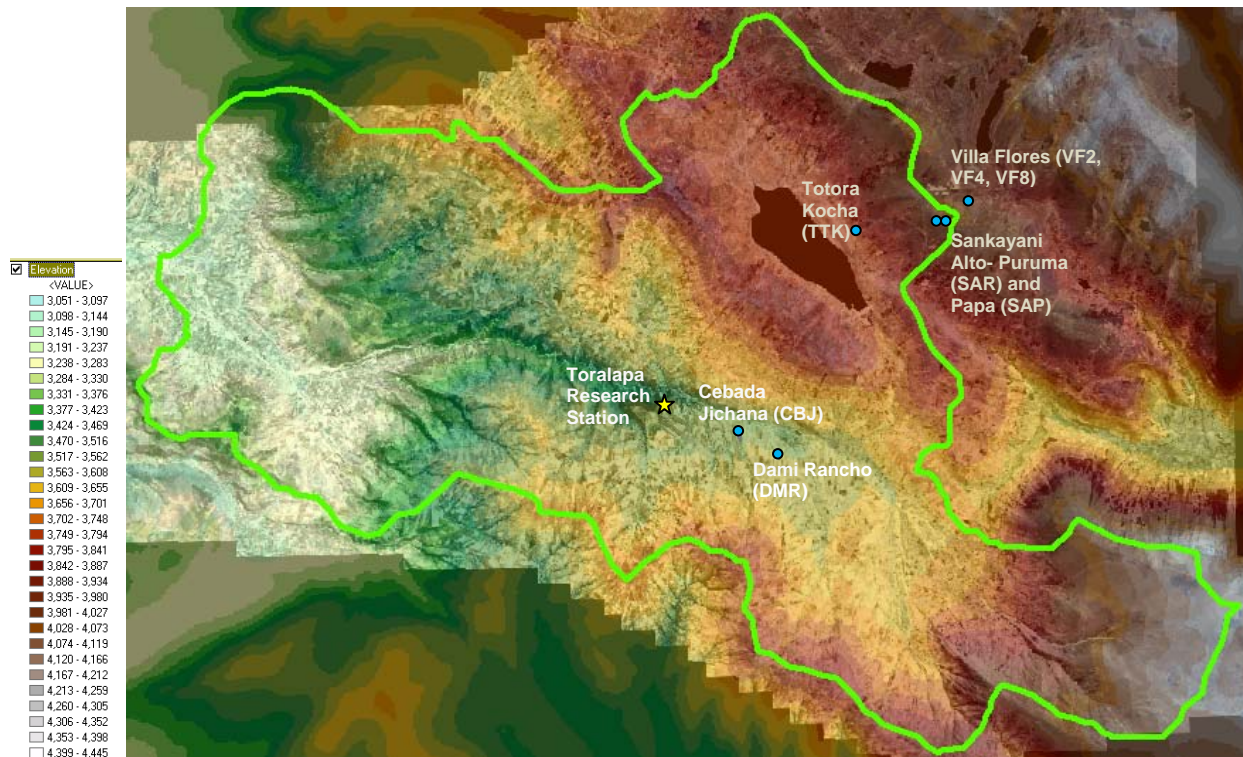 Elevation
<VALUE>
3,051 - 3,097
3,098 - 3,144
3,145 - 3,190
3,191 - 3,237
3,238 - 3,283
3,284 - 3,330
3,331 - 3,376
3,377 - 3,423
3,424 - 3,469
3,470 - 3,516
3,517 - 3,562
3,563 - 3,608
3,609 - 3,655
3,656 - 3,701
3,702 - 3,748
3,749 - 3,794
3,795 - 3,841
3,842 - 3,887
3,888 - 3,934
3,935 - 3,980
3,981 - 4,027
4,028 - 4,073
4,074 - 4,119
4,120 - 4,166
4,167 - 4,212
4,213 - 4,259
4,260 - 4,305
4,306 - 4,352
4,353 - 4,398
4,399 - 4,445
Villa Flores (VF2,
VF4, VF8)
Totora
Kocha
(TTK)
Sankayani
Alto- Puruma
(SAR) and
Papa (SAP)
Toralapa
Research
Station
Cebada
Jichana (CBJ)
Dami Rancho
(DMR)